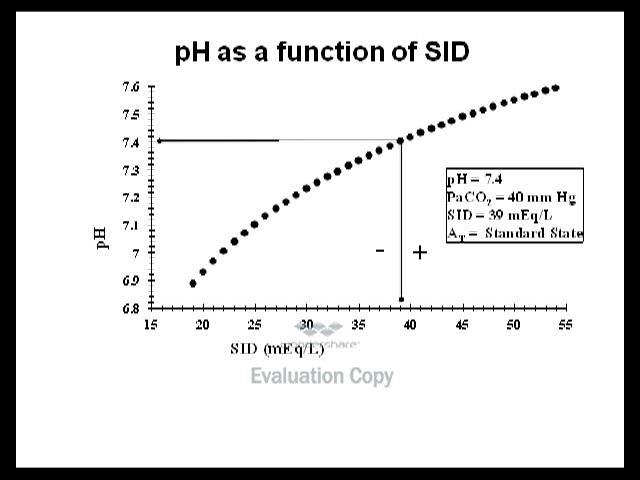 pH as a function of SID
7.6
7.5
7.4
7.3
7.2
7.1
7
6.9
6.8
pH
pH = 7.4
PaCO₂ = 40 mm Hg
SID = 39 mEq/L
A_T = Standard State
- +
15 20 25 30 35 40 45 50 55
SID (mEq/L)
Evaluation Copy